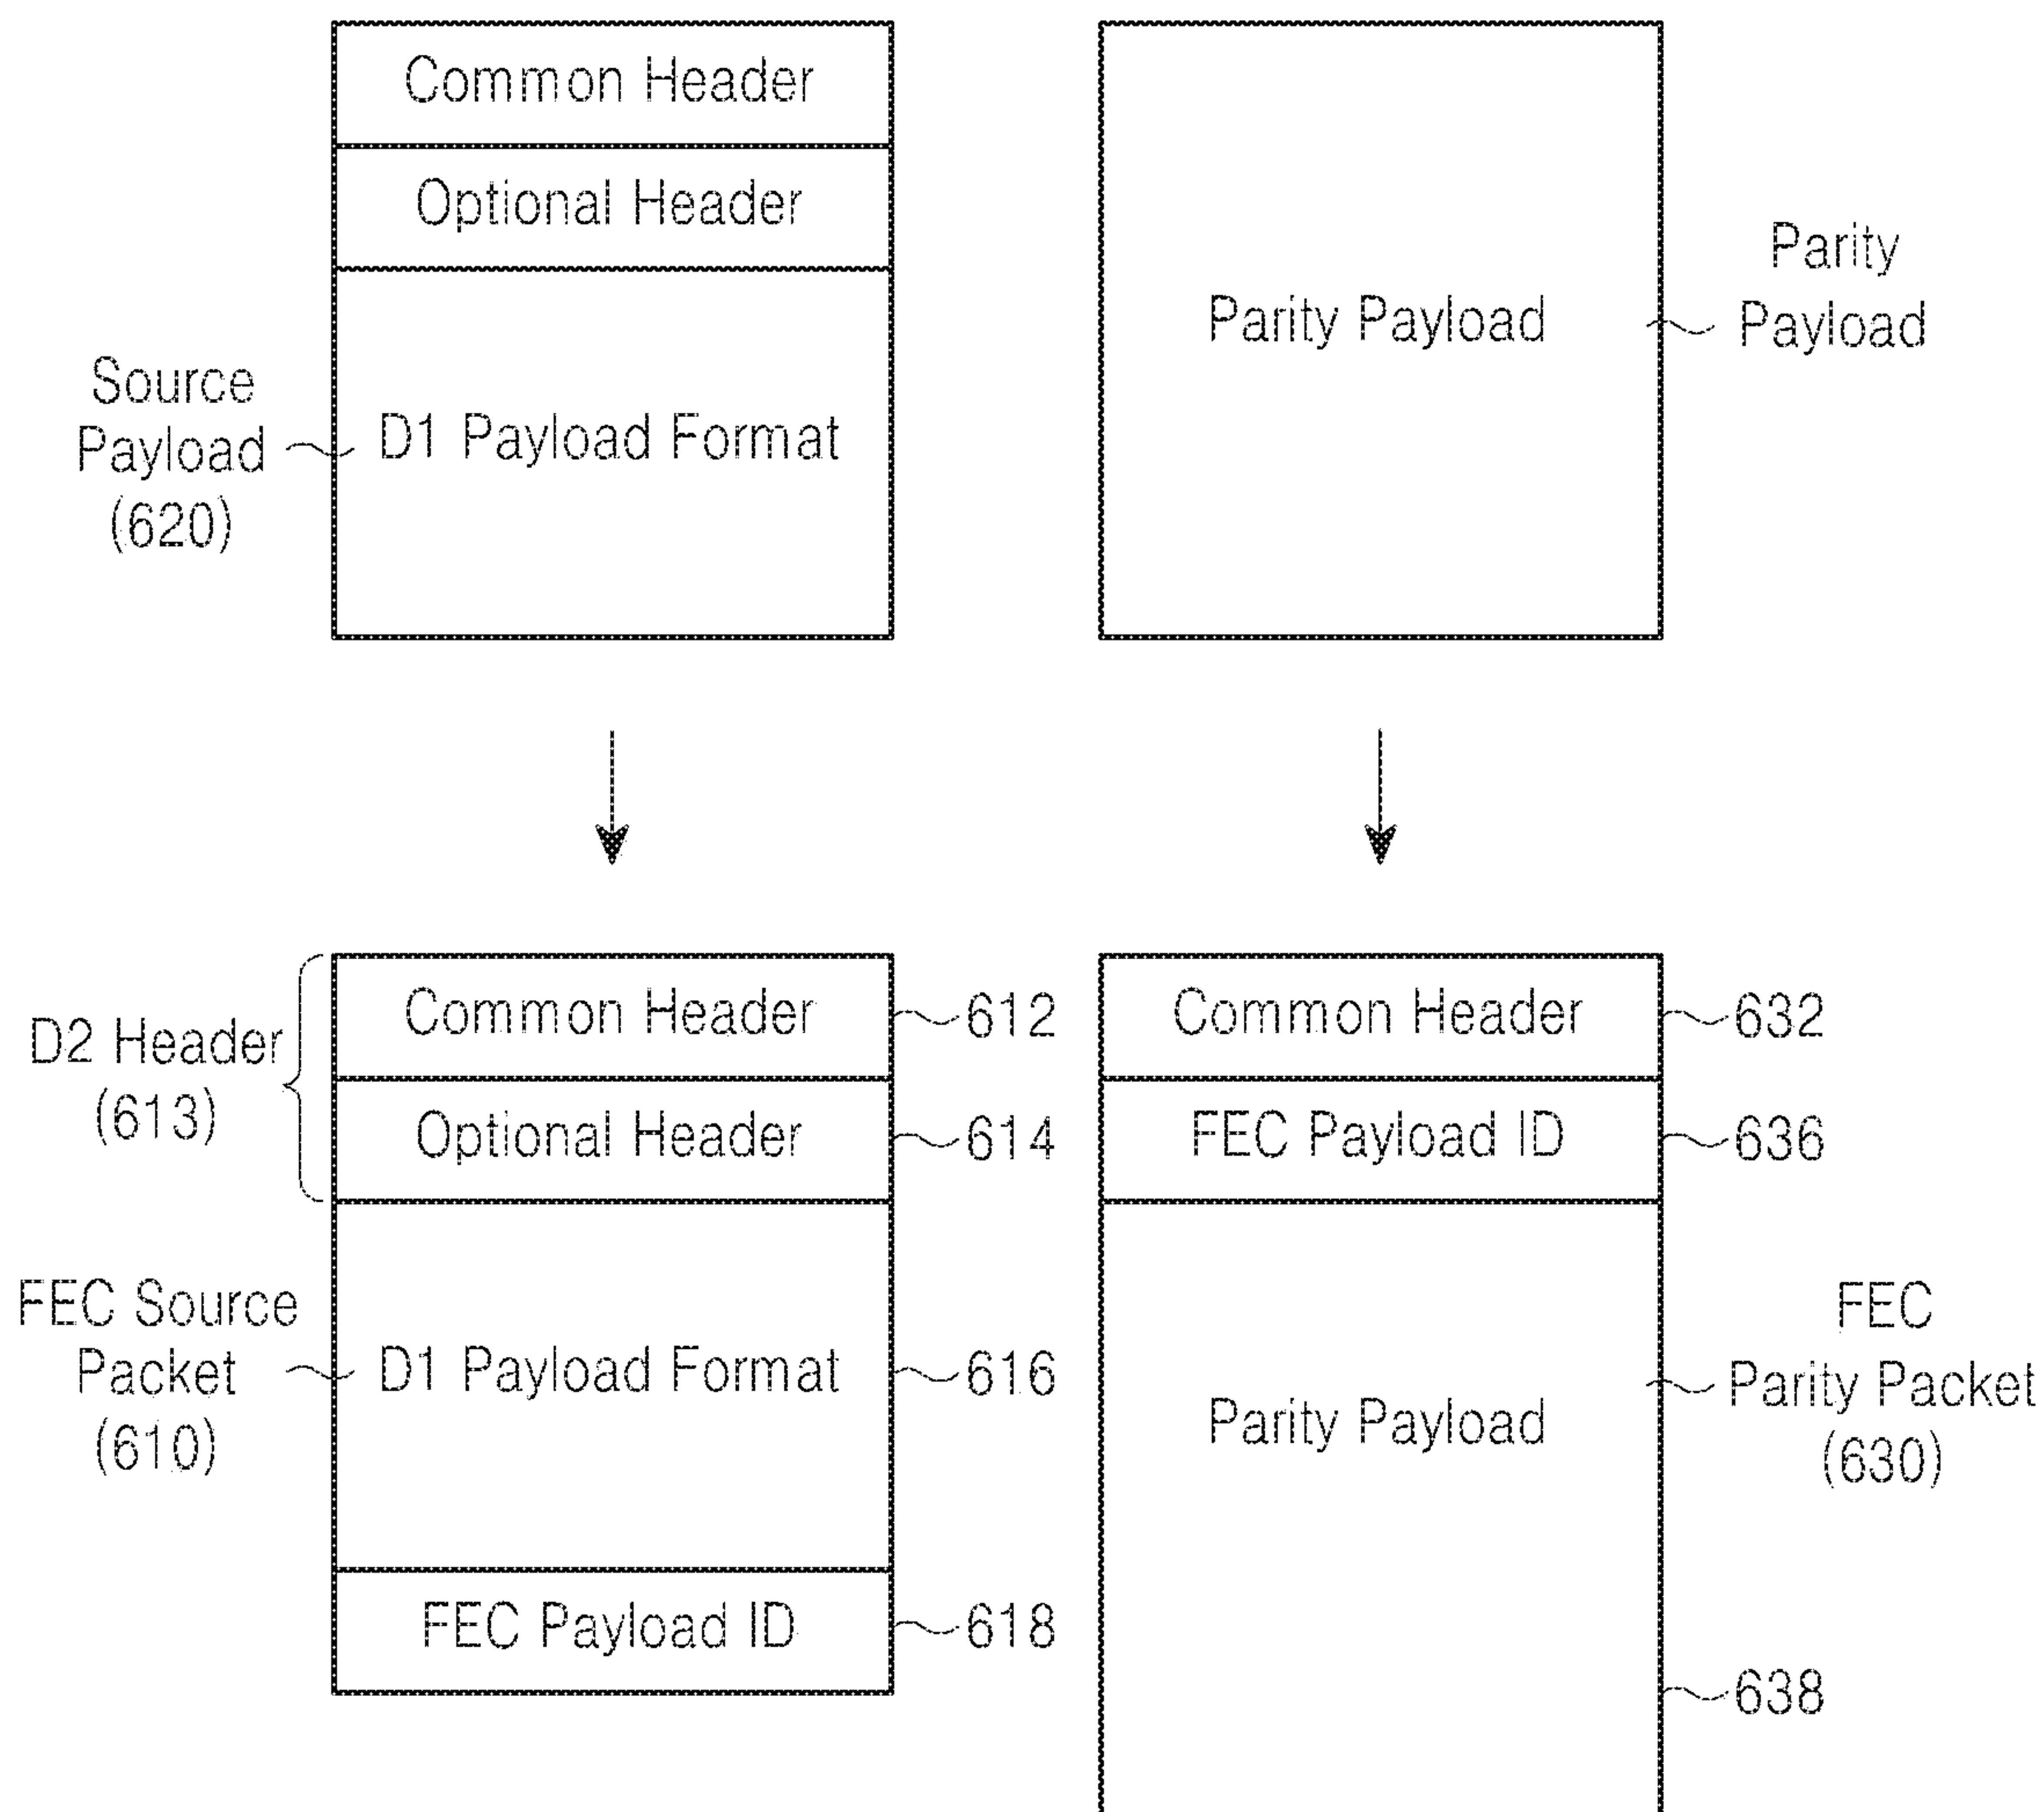 Common Header
Optional Header
Source
Payload
(620)
D1 Payload Format
Parity Payload
Parity
Payload
D2 Header
(613)
Common Header
612
Optional Header
614
FEC Source
Packet
(610)
D1 Payload Format
616
FEC Payload ID
618
Common Header
632
FEC Payload ID
636
Parity Payload
FEC
Parity Packet
(630)
638